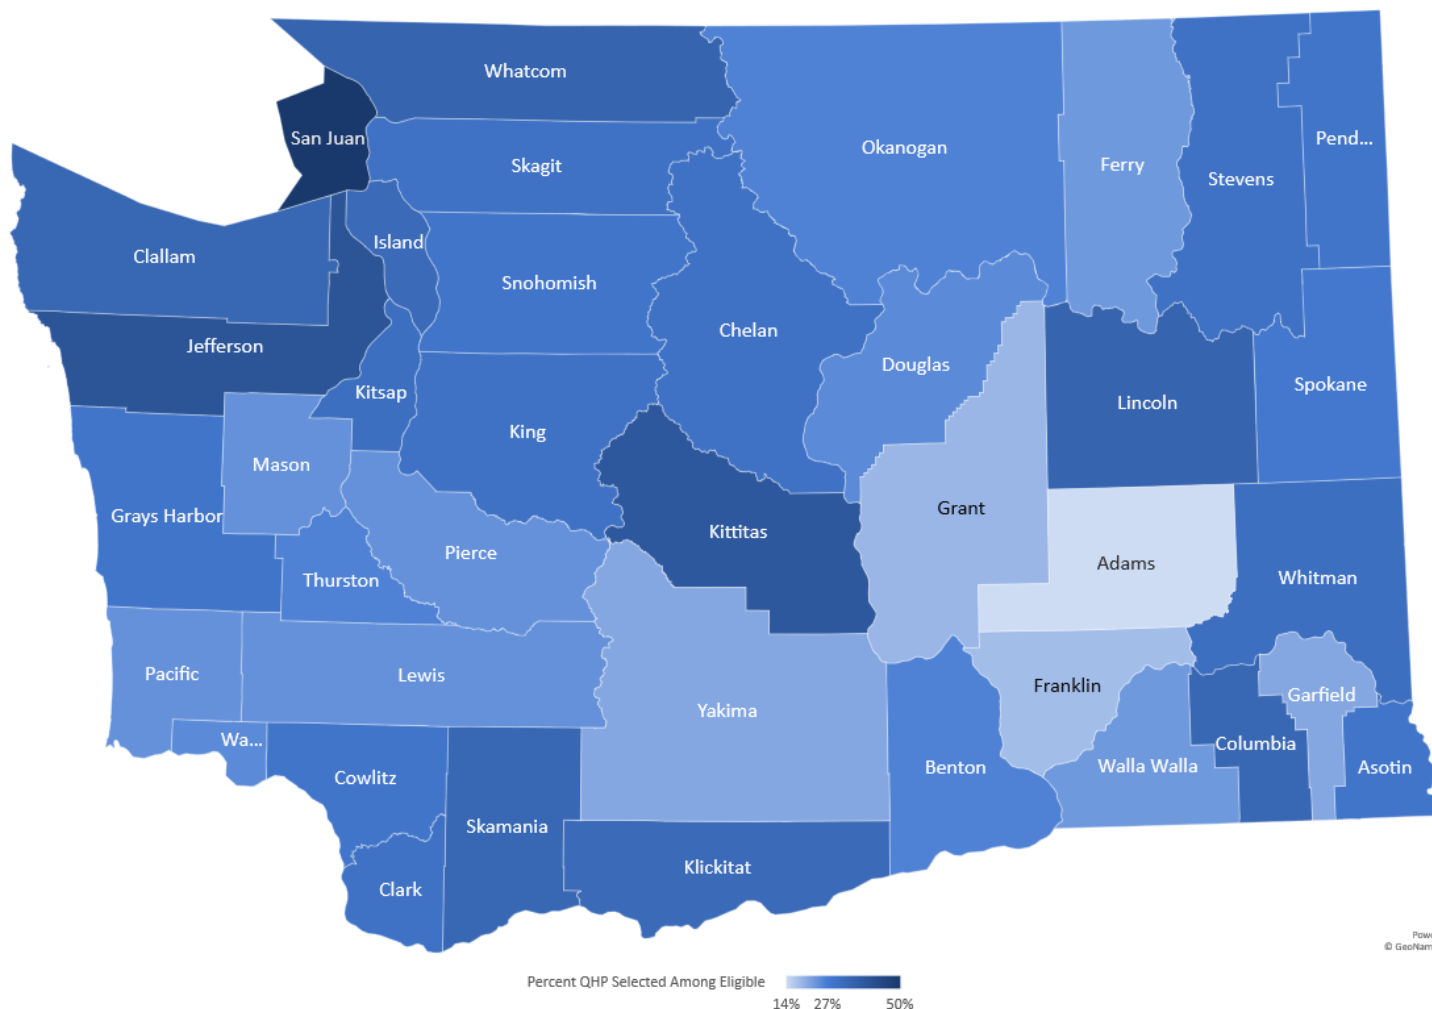 Whatcom
San Juan
Skagit
Okanogan
Ferry
Pend...
Stevens
Island
Clallam
Snohomish
Chelan
Jefferson
Douglas
Kitsap
Lincoln
Spokane
King
Mason
Grays Harbor
Grant
Kittitas
Pierce
Adams
Thurston
Whitman
Pacific
Lewis
Franklin
Garfield
Yakima
Wa...
Columbia
Cowlitz
Benton
Walla Walla
Asotin
Skamania
Klickitat
Clark
Powe
© GeoNam
Percent QHP Selected Among Eligible
14% 27% 50%